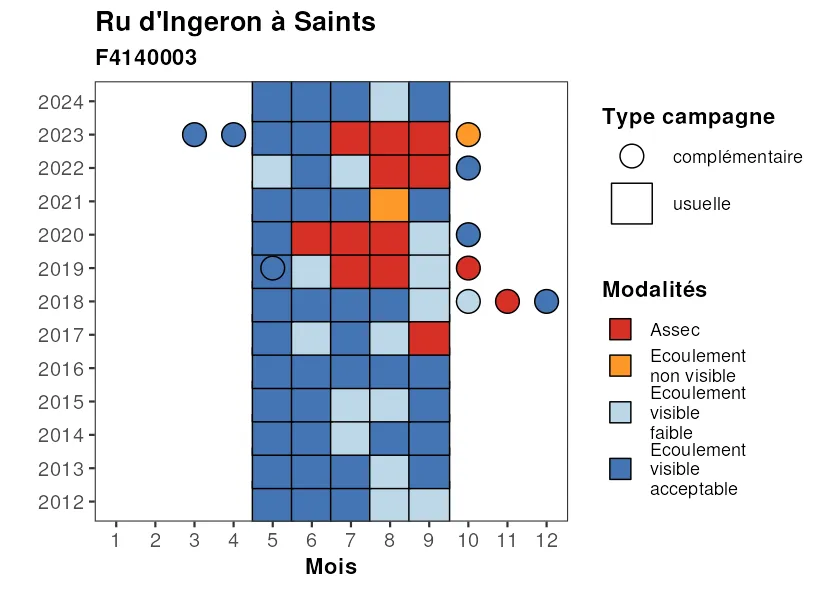 Ru d'Ingeron à Saints
F4140003
2024
2023
2022
2021
2020
2019
2018
2017
2016
2015
2014
2013
2012
1 2 3 4 5 6 7 8 9 10 11 12
Mois
Type campagne
complémentaire
usuelle
Modalités
Assec
Ecoulement
non visible
Ecoulement
visible
faible
Ecoulement
visible
acceptable